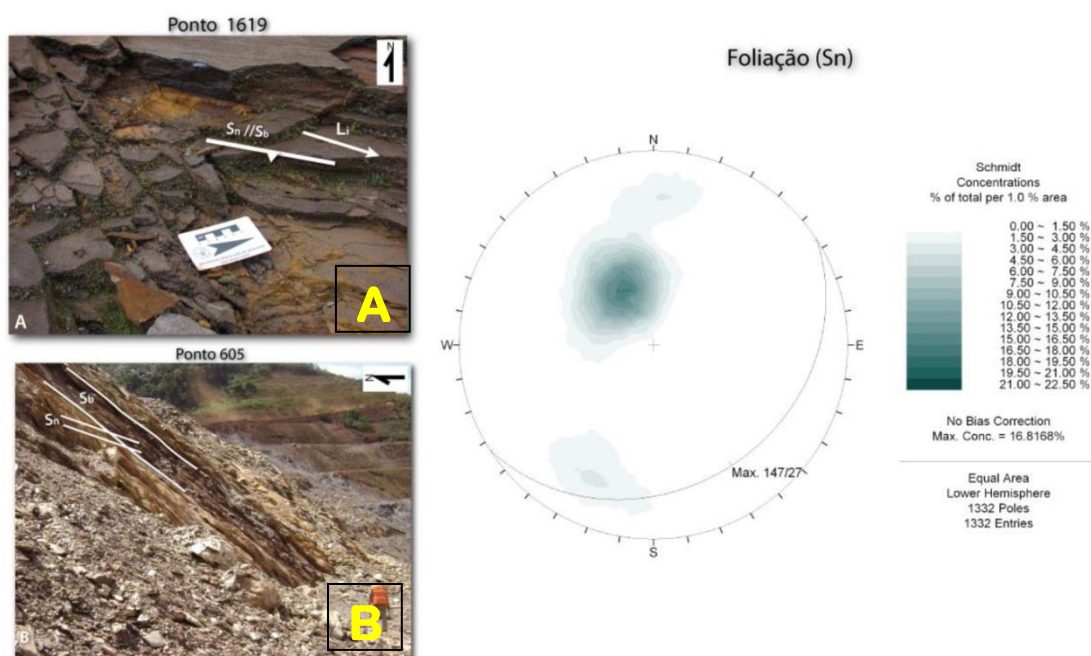 Ponto 1619
N
Sn //Sb
Li
A
A
Ponto 605
N
Sb
Sn
B
B
Foliação (Sn)
N
W
E
S
Max. 147/27
Schmidt
Concentrations
% of total per 1.0 % area
0.00 ~ 1.50 %
1.50 ~ 3.00 %
3.00 ~ 4.50 %
4.50 ~ 6.00 %
6.00 ~ 7.50 %
7.50 ~ 9.00 %
9.00 ~ 10.50 %
10.50 ~ 12.00 %
12.00 ~ 13.50 %
13.50 ~ 15.00 %
15.00 ~ 16.50 %
16.50 ~ 18.00 %
18.00 ~ 19.50 %
19.50 ~ 21.00 %
21.00 ~ 22.50 %
No Bias Correction
Max. Conc. = 16.8168%
Equal Area
Lower Hemisphere
1332 Poles
1332 Entries